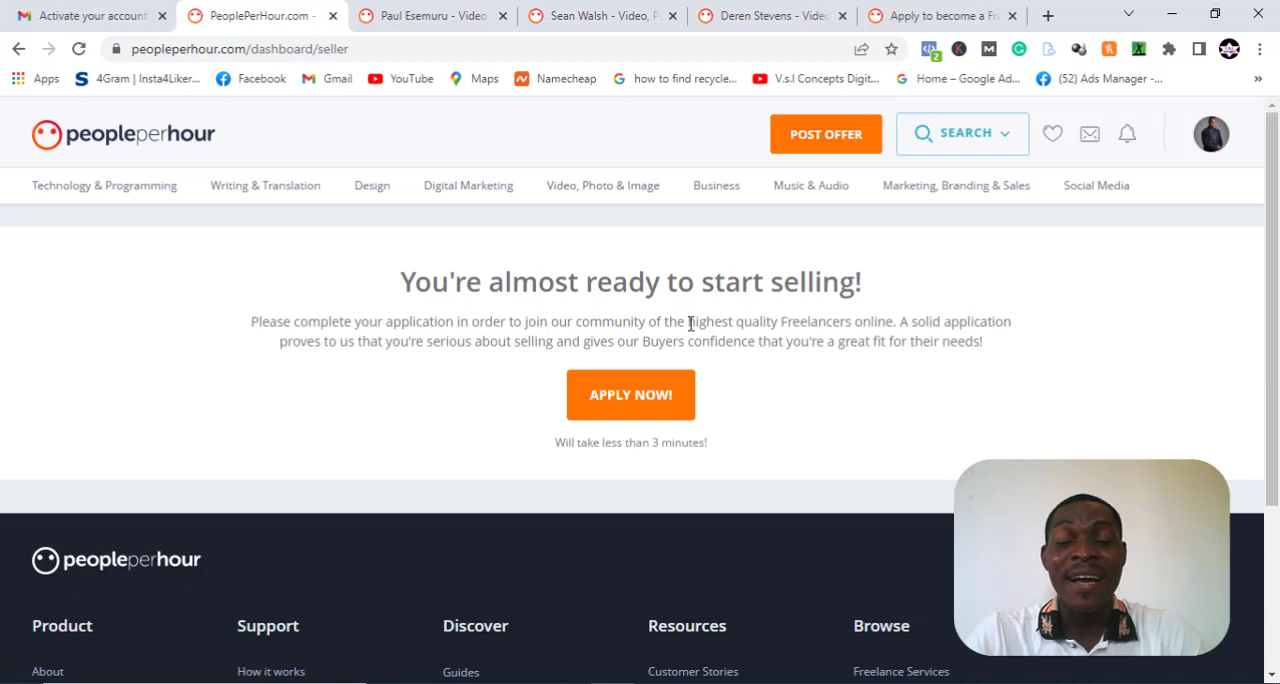 Activate your account
PeoplePerHour.com -
Paul Esemuru - Video
Sean Walsh - Video, P
Deren Stevens - Video
Apply to become a Fr
peopleperhour.com/dashboard/seller
2
Apps
4Gram | Insta4Liker...
Facebook
Gmail
YouTube
Maps
Namecheap
how to find recycle...
V.s.l Concepts Digit...
Home – Google Ad...
(52) Ads Manager -...
peopleperhour
POST OFFER
SEARCH
Technology & Programming
Writing & Translation
Design
Digital Marketing
Video, Photo & Image
Business
Music & Audio
Marketing, Branding & Sales
Social Media
You're almost ready to start selling!
Please complete your application in order to join our community of the highest quality Freelancers online. A solid application
proves to us that you're serious about selling and gives our Buyers confidence that you're a great fit for their needs!
APPLY NOW!
Will take less than 3 minutes!
peopleperhour
Product
Support
Discover
Resources
Browse
About
How it works
Guides
Customer Stories
Freelance Services